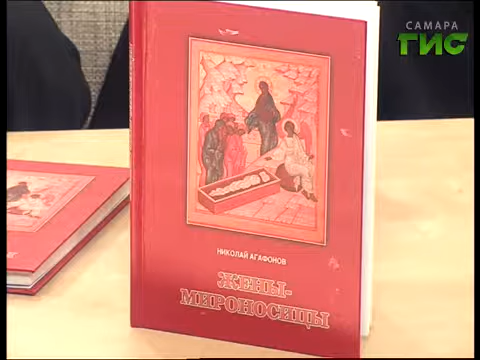 САМАРА
ГИС
НИКОЛАЙ АГАФОНОВ
ЖЕНЫ-
МИРОНОСИЦЫ